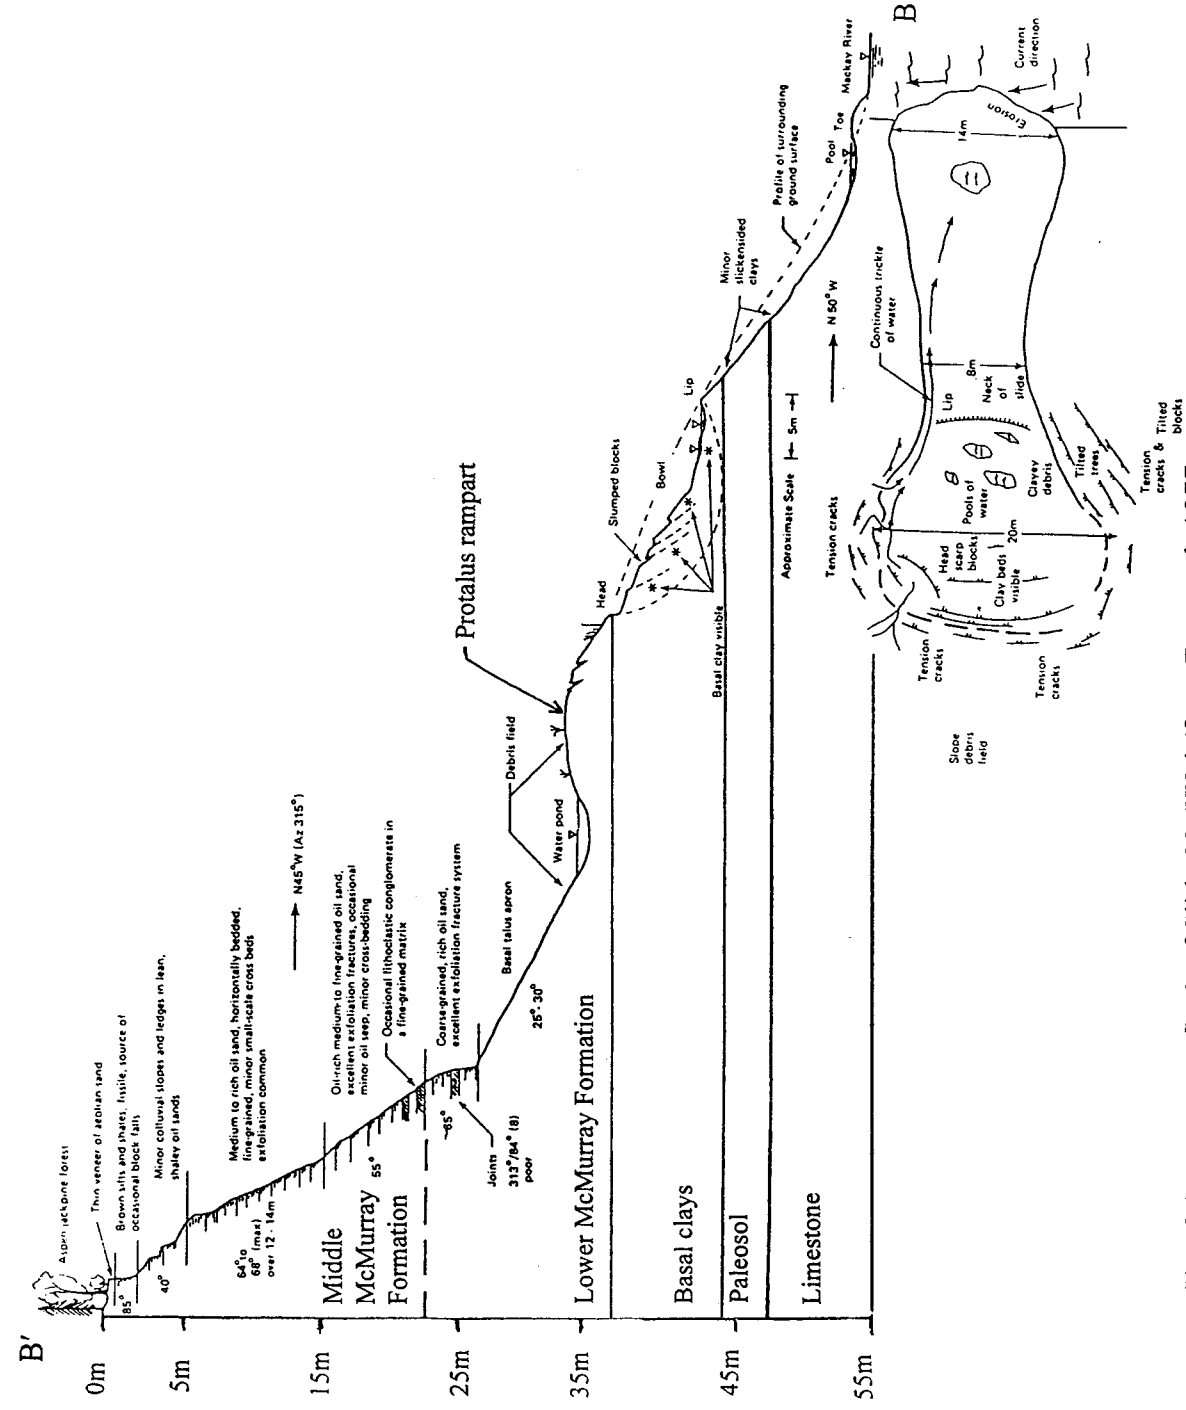 B'
B
0m
5m
15m
25m
35m
45m
55m
Aspen jackpine forest
Thin veneer of aeolian sand
Brown silts and shales, fissile, source of
occasional block falls
Minor colluvial slopes and ledges in lean,
shaley oil sands
Medium to rich oil sand, horizontally bedded,
fine-grained, minor small-scale cross beds
exfoliation common
N45°W (Az 315°)
Oil-rich medium-to fine-grained oil sand,
excellent exfoliation fractures, occasional
minor oil seep, minor cross-bedding
Occasional lithoclastic conglomerate in
a fine-grained matrix
Coarse-grained, rich oil sand,
excellent exfoliation fracture system
85°
40°
64° to
68° (max)
over 12 - 14m
55°
~65°
Joints
313°/84° (8)
poor
Basal talus apron
25°-30°
Water pond
Debris field
Protalus rampart
Head
Slumped blocks
Bowl
Lip
Minor
slickensided
clays
Profile of surrounding
ground surface
Pool
Toe
Mackay River
Basal clay visible
Middle
McMurray
Formation
Lower McMurray Formation
Basal clays
Paleosol
Limestone
Approximate Scale
5m
N 50° W
Tension cracks
Continuous trickle
of water
Current
direction
Erosion
14m
8m
Neck
of
slide
Lip
Pools of
water
Clayey
debris
Tilted
trees
Tension
cracks & Tilted
blocks
20m
Head
scarp
blocks
Clay beds
visible
Tension
cracks
Tension
cracks
Slope
debris
field